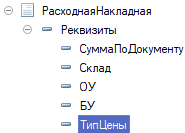 РасходнаяНакладная
Реквизиты
СуммаПоДокументу
Склад
ОУ
БУ
ТипЦены